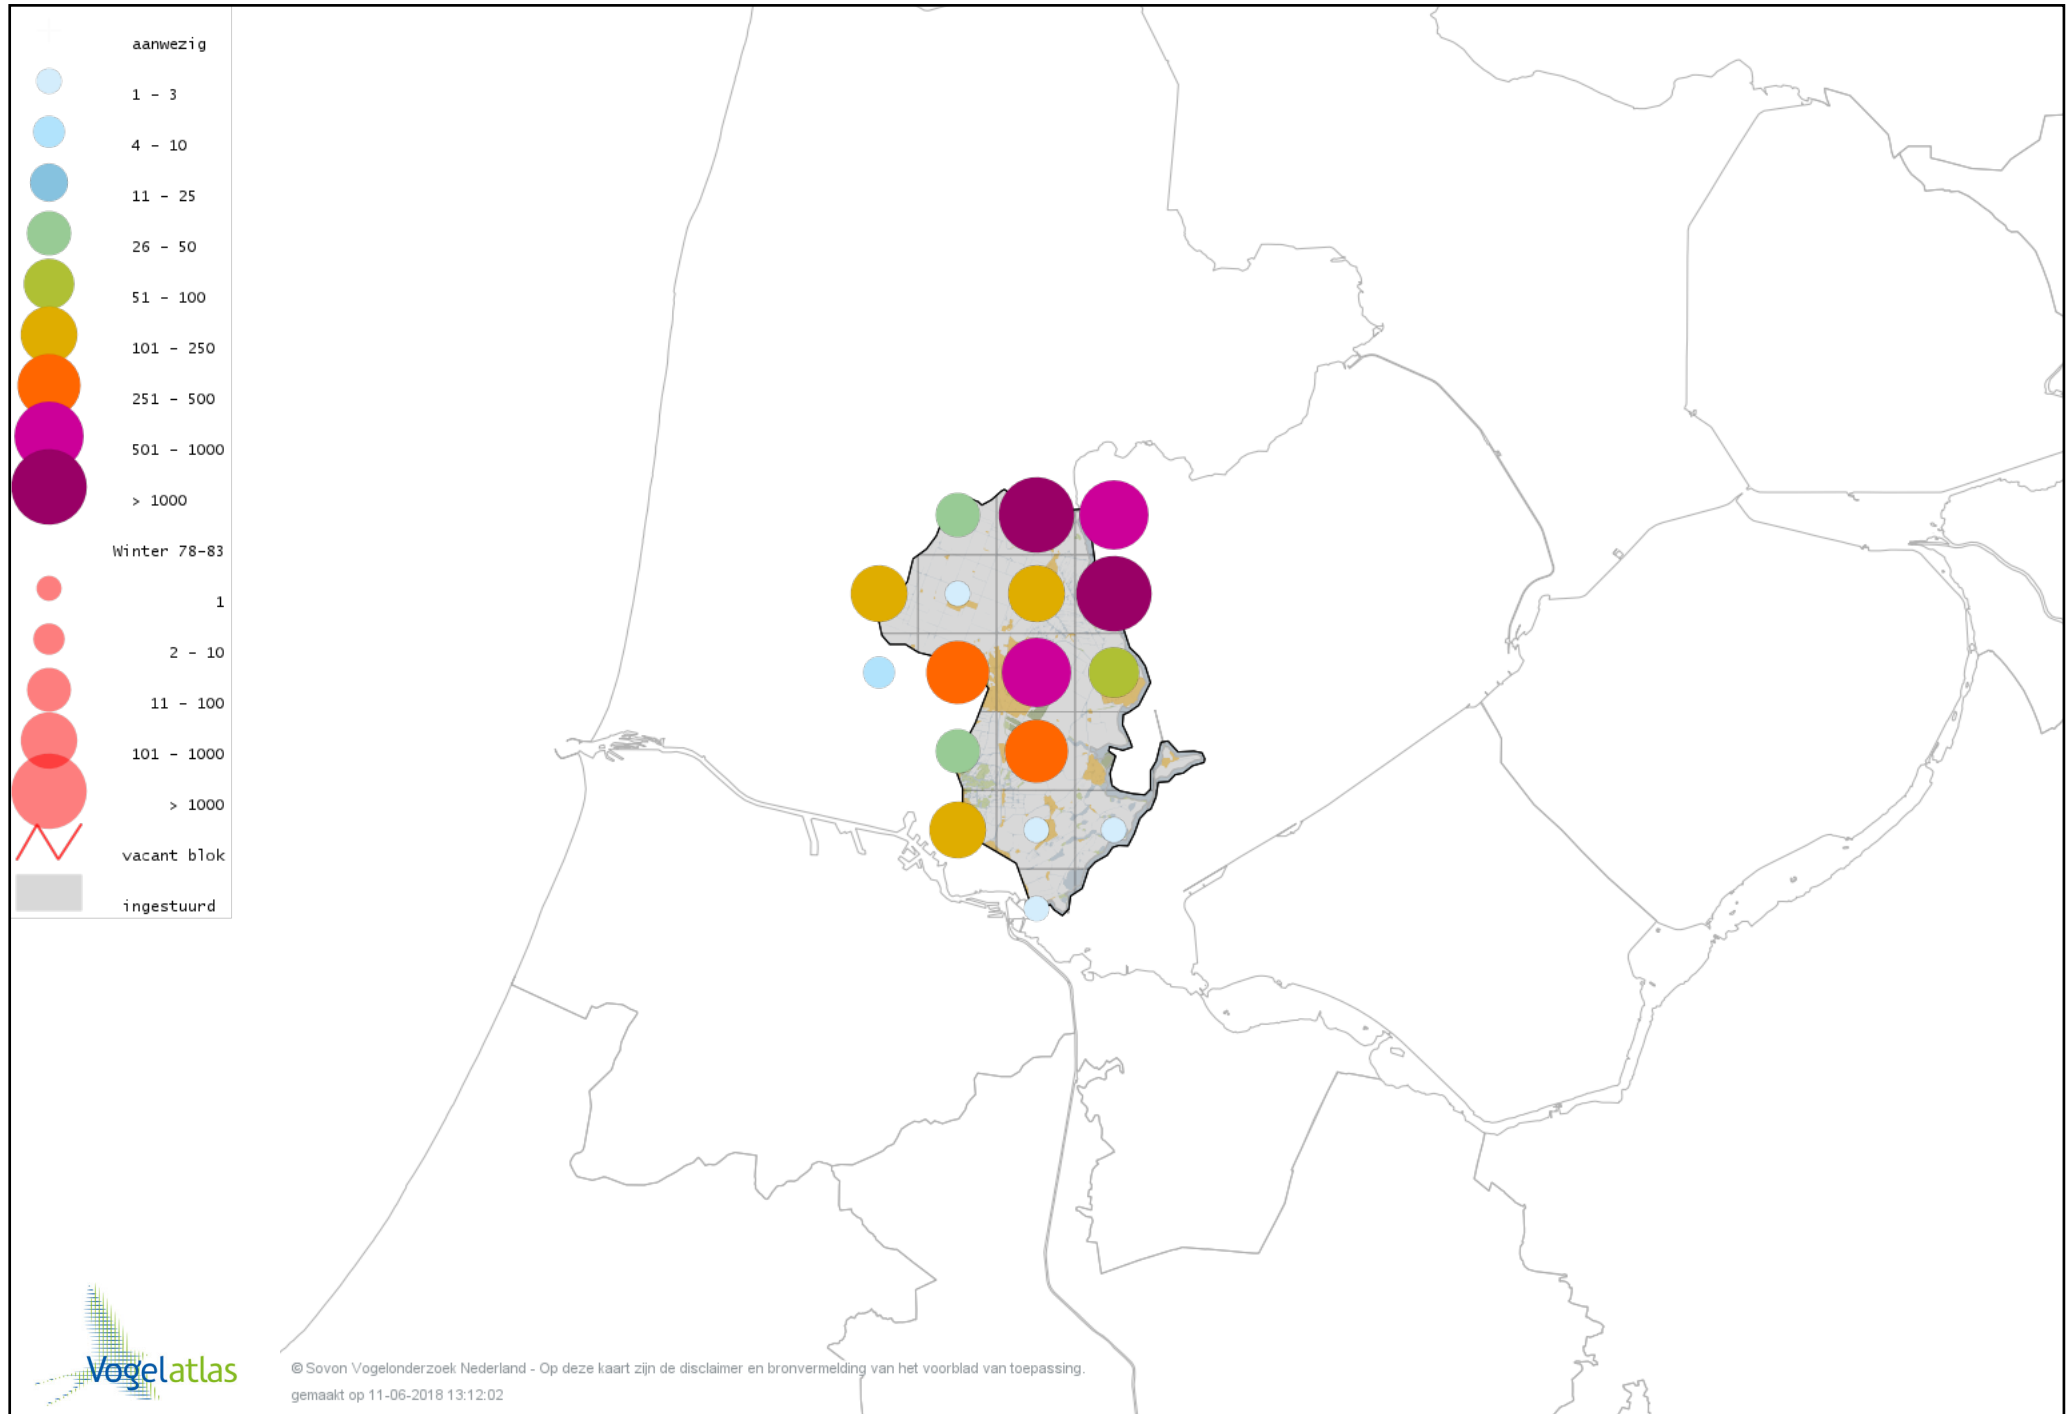 aanwezig
1 - 3
4 - 10
11 - 25
26 - 50
51 - 100
101 - 250
251 - 500
501 - 1000
> 1000
Winter 78-83
1
2 - 10
11 - 100
101 - 1000
> 1000
vacant blok
ingestuurd
Vogelatlas
© Sovon Vogelonderzoek Nederland - Op deze kaart zijn de disclaimer en bronvermelding van het voorblad van toepassing.
gemaakt op 11-06-2018 13:12:02